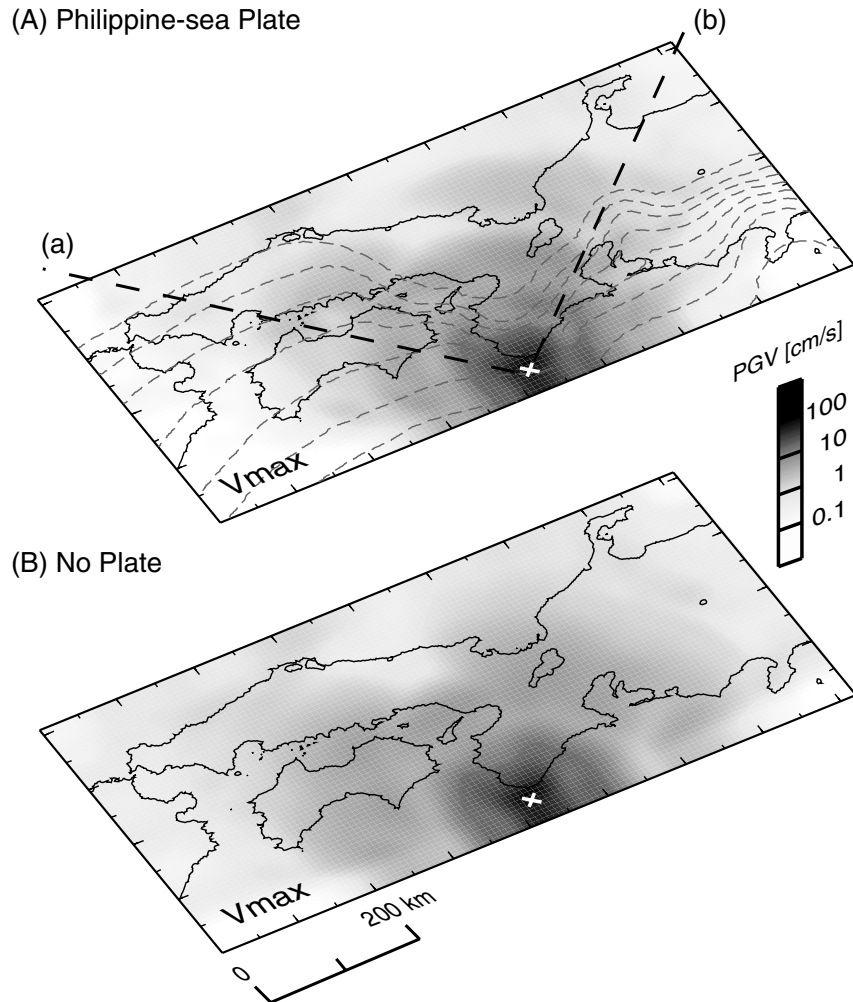 (A) Philippine-sea Plate
(b)
(a)
PGV [cm/s]
100
10
1
0.1
Vmax
(B) No Plate
Vmax
200 km
0